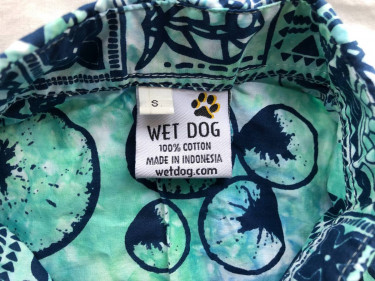 S
WET DOG
100% COTTON
MADE IN INDONESIA
wetdog.com